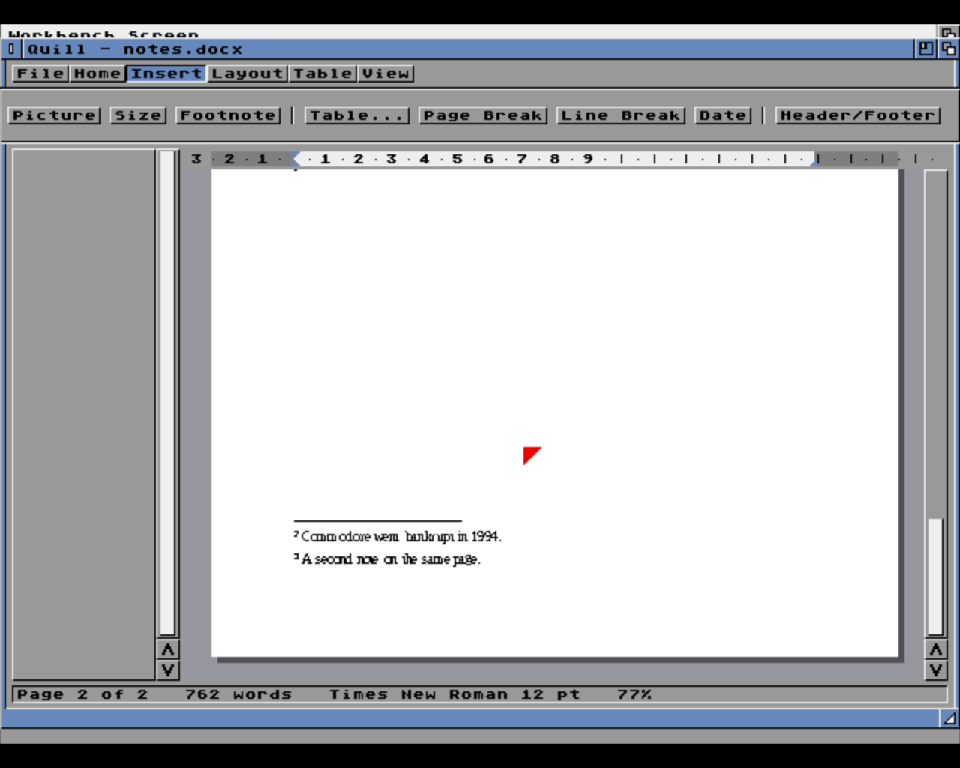 Workbench Screen
Quill - notes.docx
File Home Insert Layout Table View
Picture Size Footnote Table... Page Break Line Break Date Header/Footer
3 2 1 1 2 3 4 5 6 7 8 9
2 Commodore went bankrupt in 1994.
3 A second note on the same page.
Page 2 of 2 762 words Times New Roman 12 pt 77%